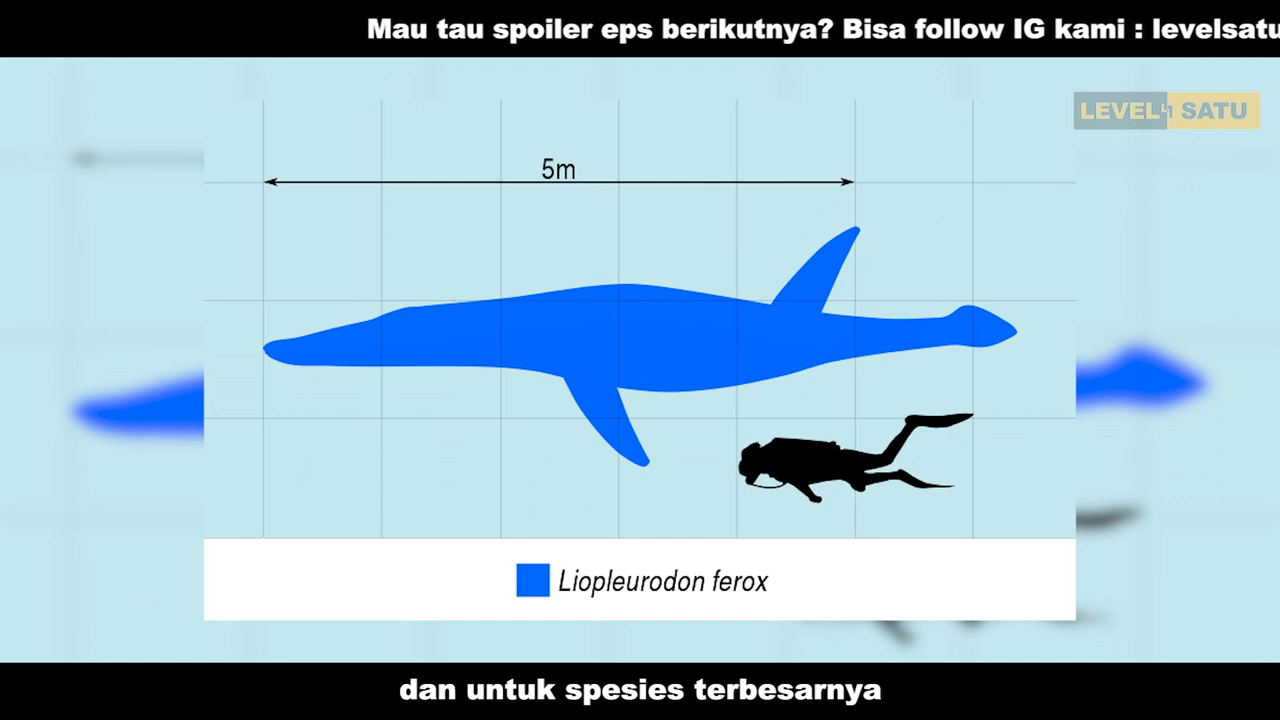 Mau tau spoiler eps berikutnya? Bisa follow IG kami : levelsatu
LEVEL 1 SATU
5m
Liopleurodon ferox
dan untuk spesies terbesarnya